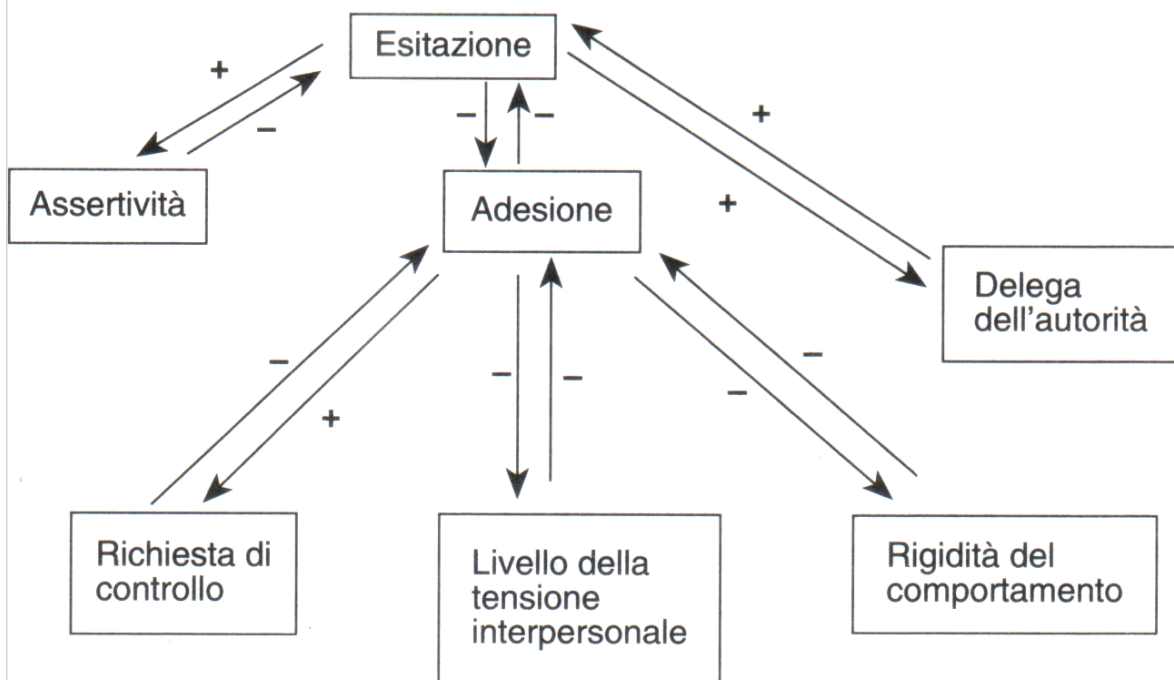 Esitazione
+
+
−
−
−
+
Assertività
Adesione
+
Delega
dell'autorità
−
−
−
−
−
+
Richiesta di
controllo
Livello della
tensione
interpersonale
Rigidità del
comportamento